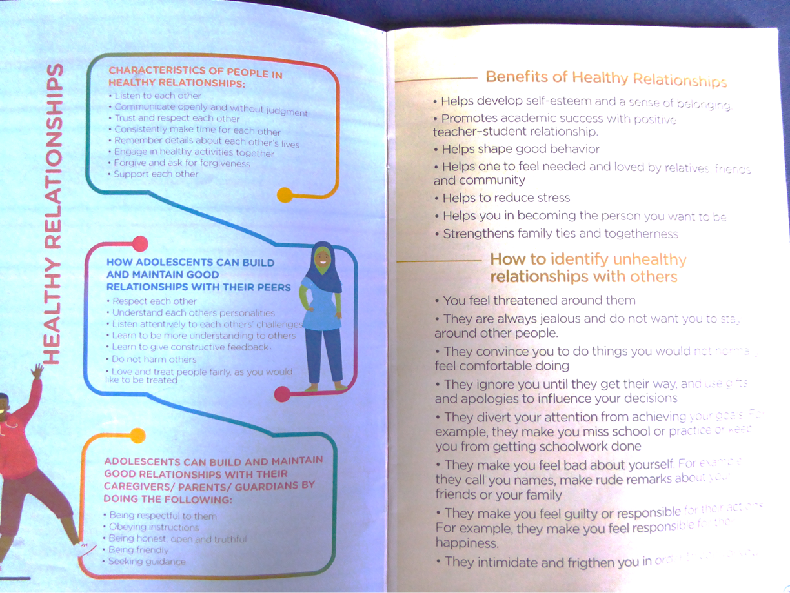 HEALTHY RELATIONSHIPS
CHARACTERISTICS OF PEOPLE IN
HEALTHY RELATIONSHIPS:
• Listen to each other
• Communicate openly and without judgment
• Trust and respect each other
• Consistently make time for each other
• Remember details about each other's lives
• Engage in healthy activities together
• Forgive and ask for forgiveness
• Support each other
HOW ADOLESCENTS CAN BUILD
AND MAINTAIN GOOD
RELATIONSHIPS WITH THEIR PEERS
• Respect each other
• Understand each others personalities
• Listen attentively to each others' challenges
• Learn to be more understanding to others
• Learn to give constructive feedback
• Do not harm others
• Love and treat people fairly, as you would
like to be treated
ADOLESCENTS CAN BUILD AND MAINTAIN
GOOD RELATIONSHIPS WITH THEIR
CAREGIVERS/ PARENTS/ GUARDIANS BY
DOING THE FOLLOWING:
• Being respectful to them
• Obeying instructions
• Being honest, open and truthful
• Being friendly
• Seeking guidance
Benefits of Healthy Relationships
• Helps develop self-esteem and a sense of belonging
• Promotes academic success with positive
teacher-student relationship.
• Helps shape good behavior
• Helps one to feel needed and loved by relatives, friends
and community
• Helps to reduce stress
• Helps you in becoming the person you want to be
• Strengthens family ties and togetherness
How to identify unhealthy
relationships with others
• You feel threatened around them
• They are always jealous and do not want you to stay
around other people.
• They convince you to do things you would not
feel comfortable doing
• They ignore you until they get their way, and use gifts
and apologies to influence your decisions
• They divert your attention from achieving your goals. For
example, they make you miss school or practice or keep
you from getting schoolwork done
• They make you feel bad about yourself. For example,
they call you names, make rude remarks about your
friends or your family
• They make you feel guilty or responsible for their actions.
For example, they make you feel responsible for
happiness.
• They intimidate and frigthen you in